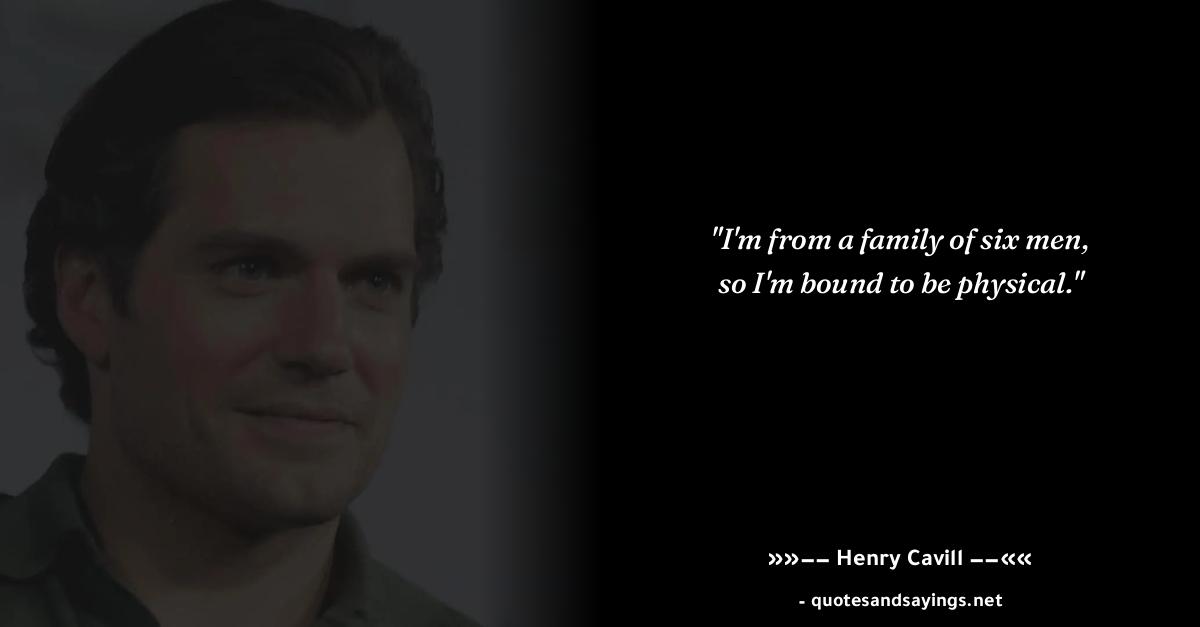 "I'm from a family of six men,
so I'm bound to be physical."
»»−− Henry Cavill −−««
- quotesandsayings.net